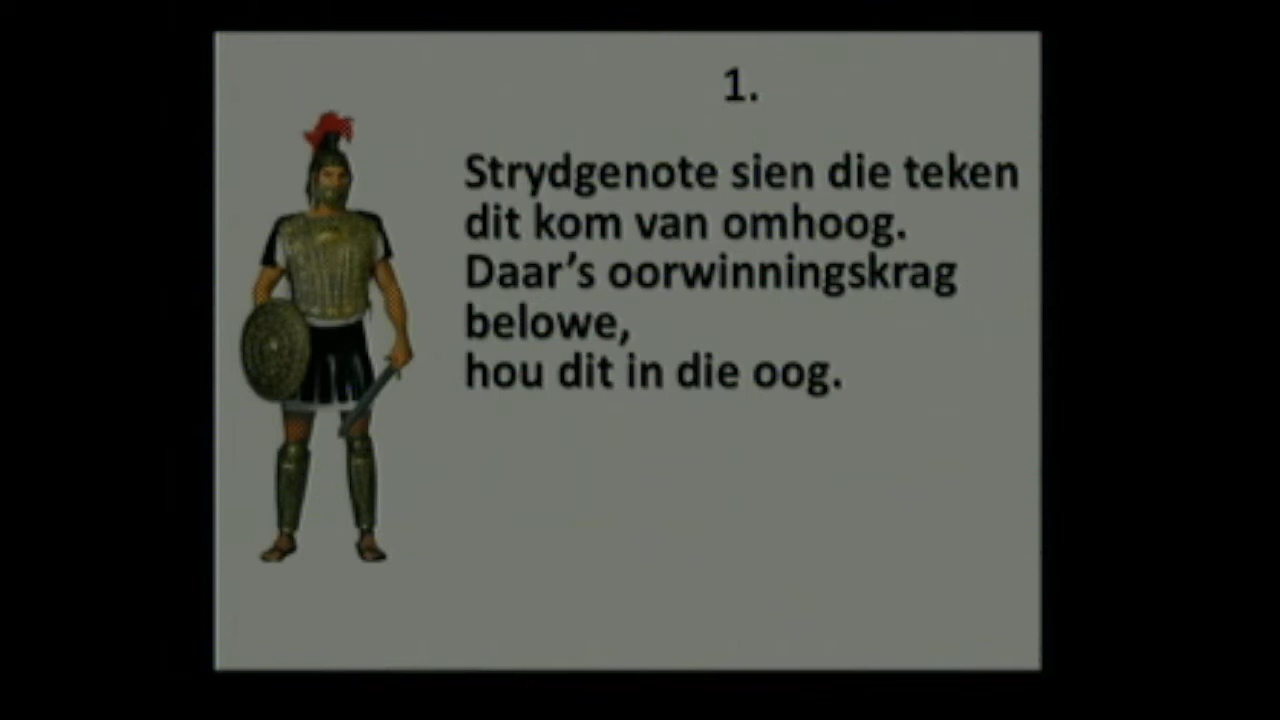 1.
Strydgenote sien die teken
dit kom van omhoog.
Daar’s oorwinningskrag
belowe,
hou dit in die oog.